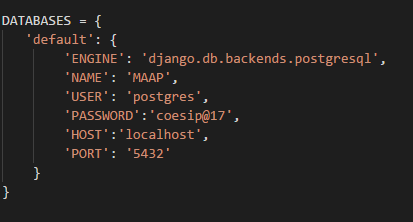 DATABASES = {
    'default': {
        'ENGINE': 'django.db.backends.postgresql',
        'NAME': 'MAAP',
        'USER': 'postgres',
        'PASSWORD':'coesip@17',
        'HOST':'localhost',
        'PORT': '5432'
    }
}